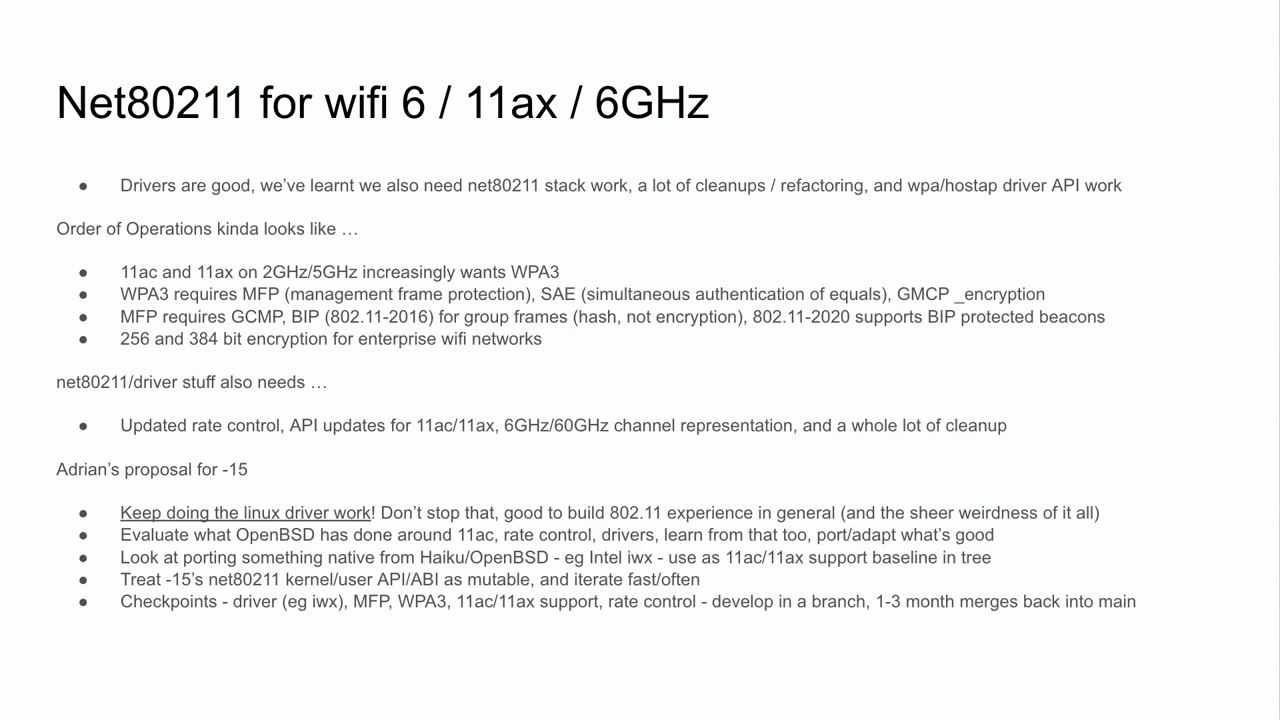 Net80211 for wifi 6 / 11ax / 6GHz
● Drivers are good, we’ve learnt we also need net80211 stack work, a lot of cleanups / refactoring, and wpa/hostap driver API work
Order of Operations kinda looks like …
● 11ac and 11ax on 2GHz/5GHz increasingly wants WPA3
● WPA3 requires MFP (management frame protection), SAE (simultaneous authentication of equals), GMCP _encryption
● MFP requires GCMP, BIP (802.11-2016) for group frames (hash, not encryption), 802.11-2020 supports BIP protected beacons
● 256 and 384 bit encryption for enterprise wifi networks
net80211/driver stuff also needs …
● Updated rate control, API updates for 11ac/11ax, 6GHz/60GHz channel representation, and a whole lot of cleanup
Adrian’s proposal for -15
● Keep doing the linux driver work! Don’t stop that, good to build 802.11 experience in general (and the sheer weirdness of it all)
● Evaluate what OpenBSD has done around 11ac, rate control, drivers, learn from that too, port/adapt what’s good
● Look at porting something native from Haiku/OpenBSD - eg Intel iwx - use as 11ac/11ax support baseline in tree
● Treat -15’s net80211 kernel/user API/ABI as mutable, and iterate fast/often
● Checkpoints - driver (eg iwx), MFP, WPA3, 11ac/11ax support, rate control - develop in a branch, 1-3 month merges back into main